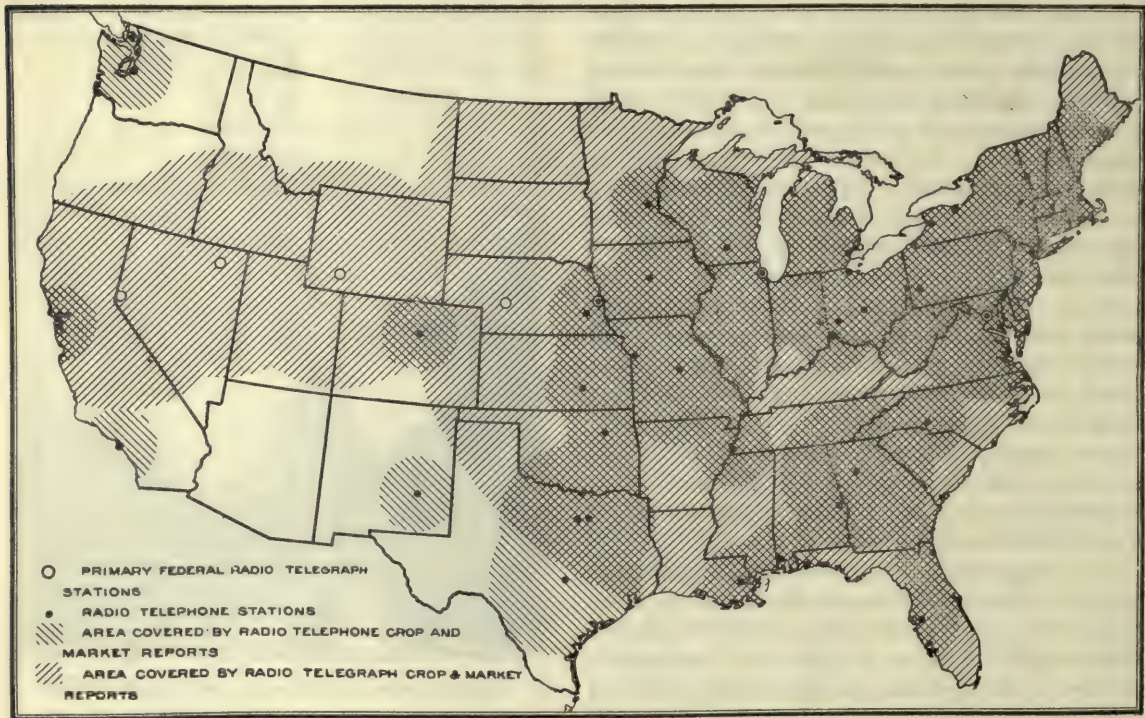 PRIMARY FEDERAL RADIO TELEGRAPH
STATIONS
RADIO TELEPHONE STATIONS
AREA COVERED BY RADIO TELEPHONE CROP AND
MARKET REPORTS
AREA COVERED BY RADIO TELEGRAPH CROP & MARKET
REPORTS